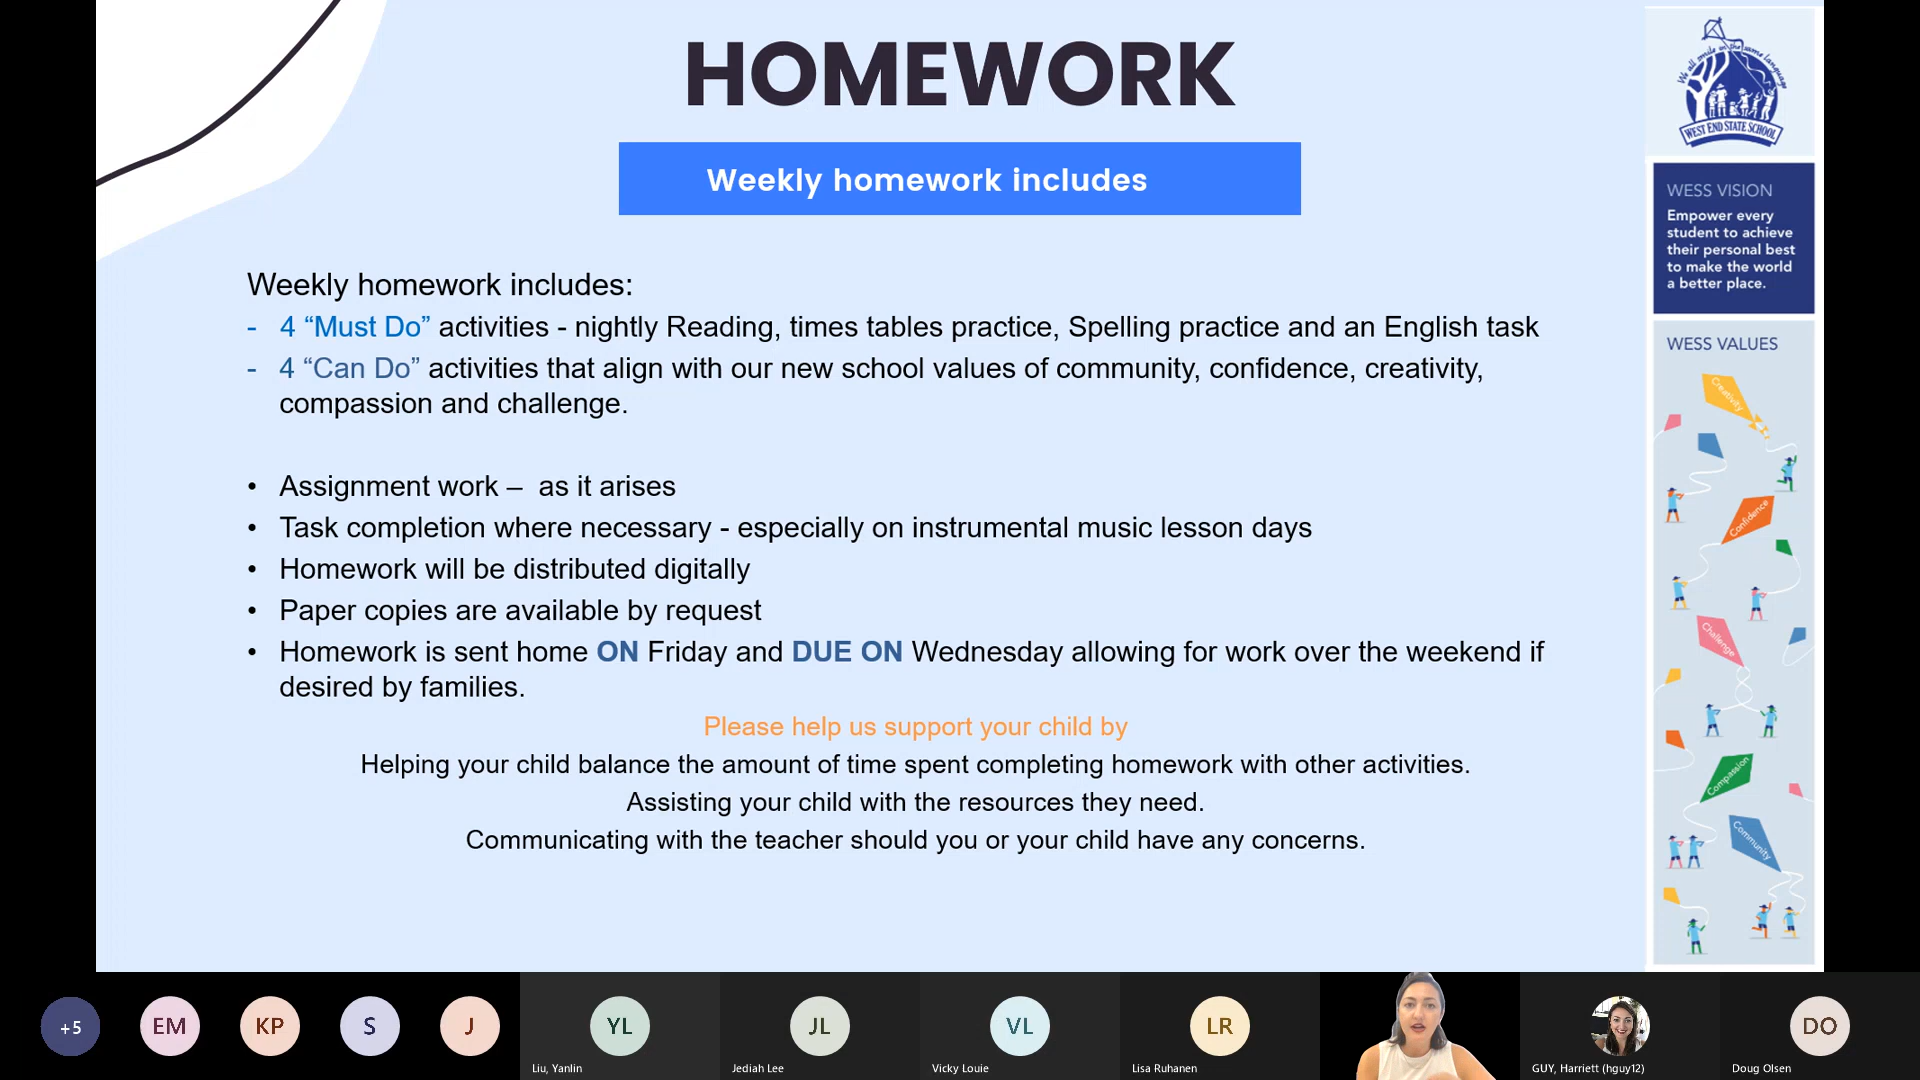 HOMEWORK
Weekly homework includes
Weekly homework includes:
- 4 “Must Do” activities - nightly Reading, times tables practice, Spelling practice and an English task
- 4 “Can Do” activities that align with our new school values of community, confidence, creativity,
compassion and challenge.
• Assignment work – as it arises
• Task completion where necessary - especially on instrumental music lesson days
• Homework will be distributed digitally
• Paper copies are available by request
• Homework is sent home ON Friday and DUE ON Wednesday allowing for work over the weekend if
desired by families.
Please help us support your child by
Helping your child balance the amount of time spent completing homework with other activities.
Assisting your child with the resources they need.
Communicating with the teacher should you or your child have any concerns.
We all smile in the same language
WEST END STATE SCHOOL
WESS VISION
Empower every
student to achieve
their personal best
to make the world
a better place.
WESS VALUES
Creativity
Confidence
Challenge
Compassion
Community
+5
EM
KP
S
J
YL
Liu, Yanlin
JL
Jediah Lee
VL
Vicky Louie
LR
Lisa Ruhanen
GUY, Harriett (hguy12)
DO
Doug Olsen